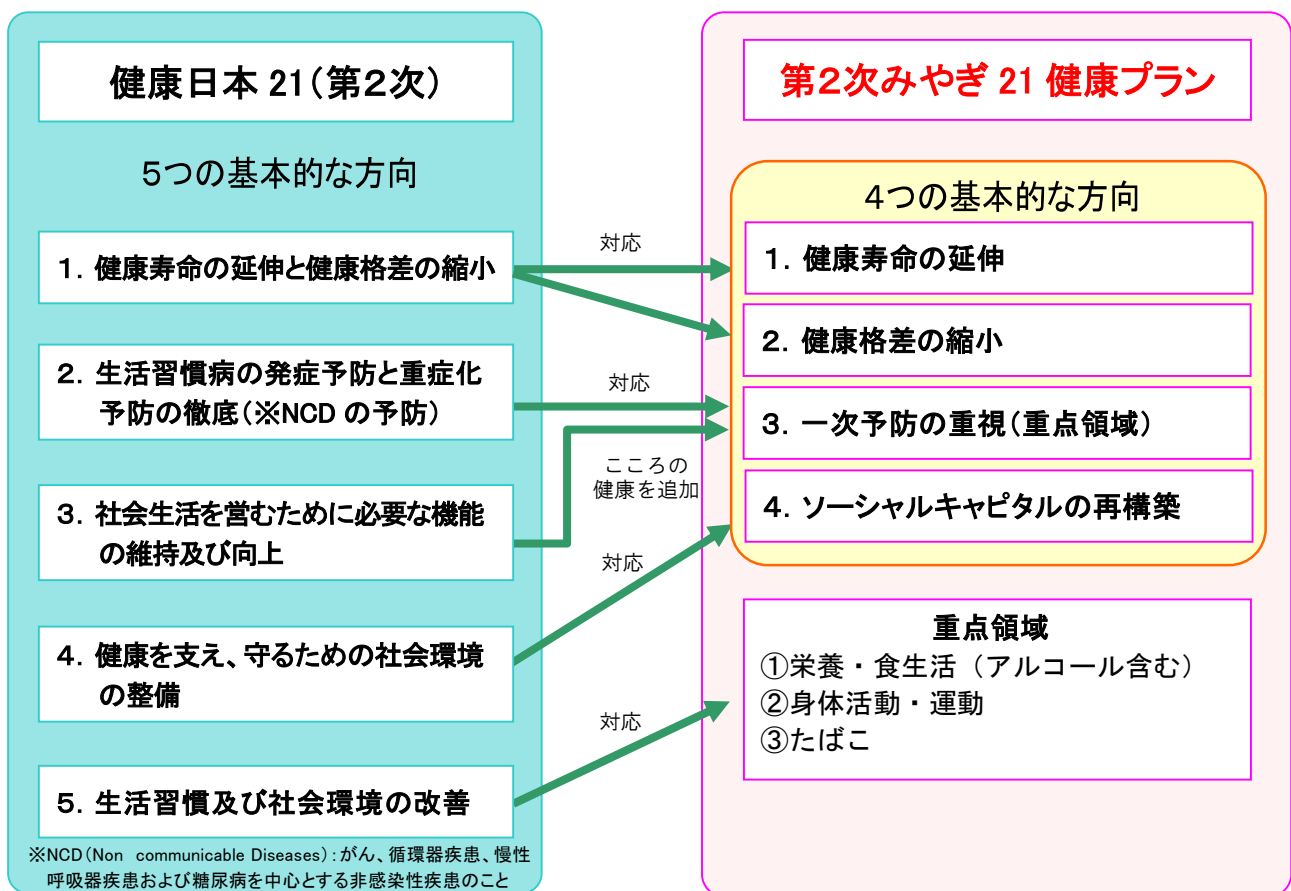 健康日本 21（第２次）
5つの基本的な方向
1．健康寿命の延伸と健康格差の縮小
2．生活習慣病の発症予防と重症化
予防の徹底（※NCD の予防）
3．社会生活を営むために必要な機能
の維持及び向上
4．健康を支え、守るための社会環境
の整備
5．生活習慣及び社会環境の改善
※NCD（Non communicable Diseases）：がん、循環器疾患、慢性
呼吸器疾患および糖尿病を中心とする非感染性疾患のこと
対応
対応
こころの
健康を追加
対応
対応
第２次みやぎ 21 健康プラン
4つの基本的な方向
1．健康寿命の延伸
2．健康格差の縮小
3．一次予防の重視（重点領域）
4．ソーシャルキャピタルの再構築
重点領域
①栄養・食生活（アルコール含む）
②身体活動・運動
③たばこ